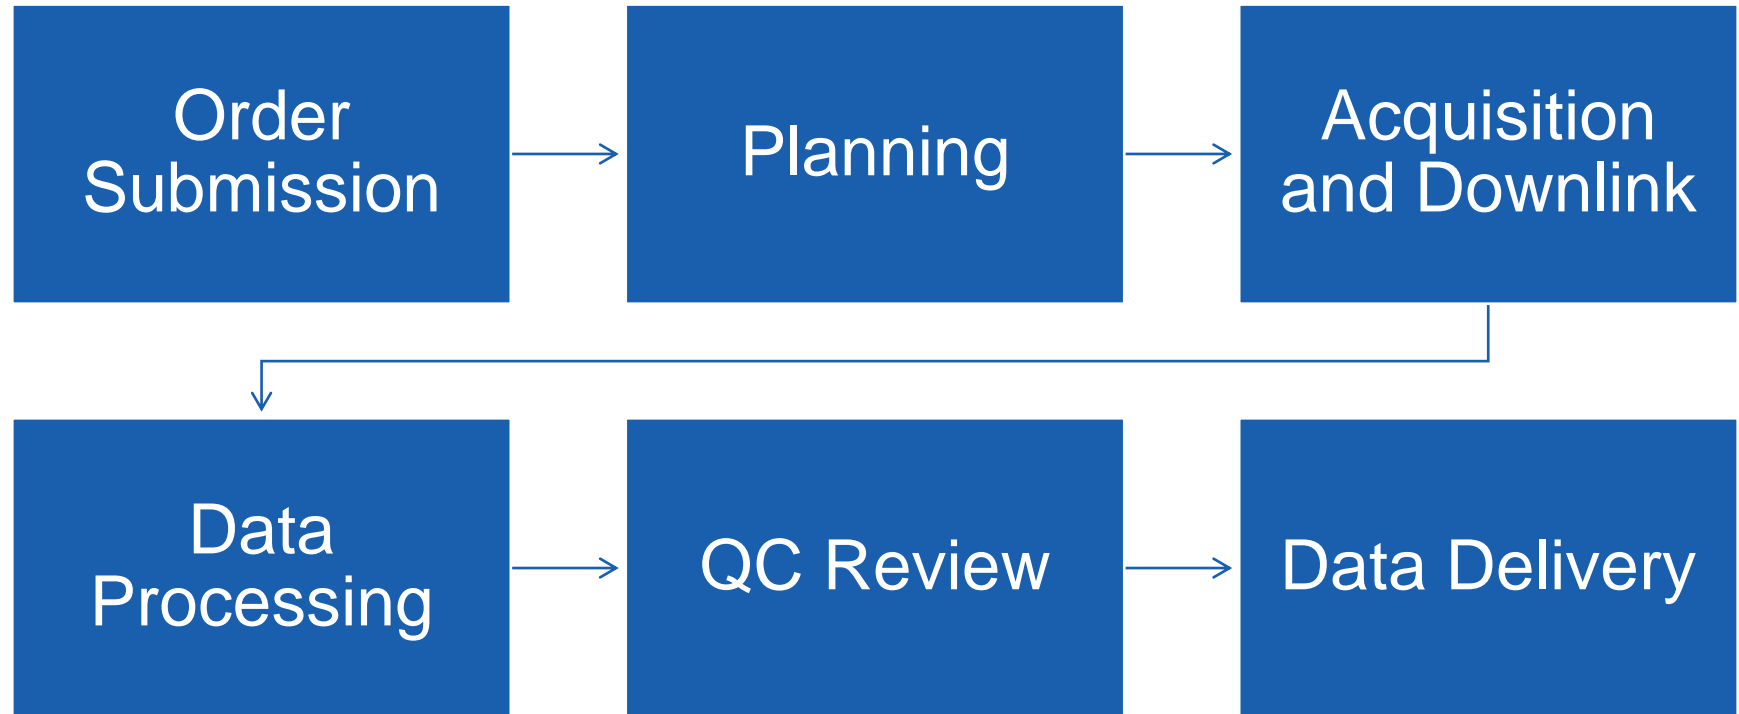 Order
Submission
Planning
Acquisition
and Downlink
Data
Processing
QC Review
Data Delivery